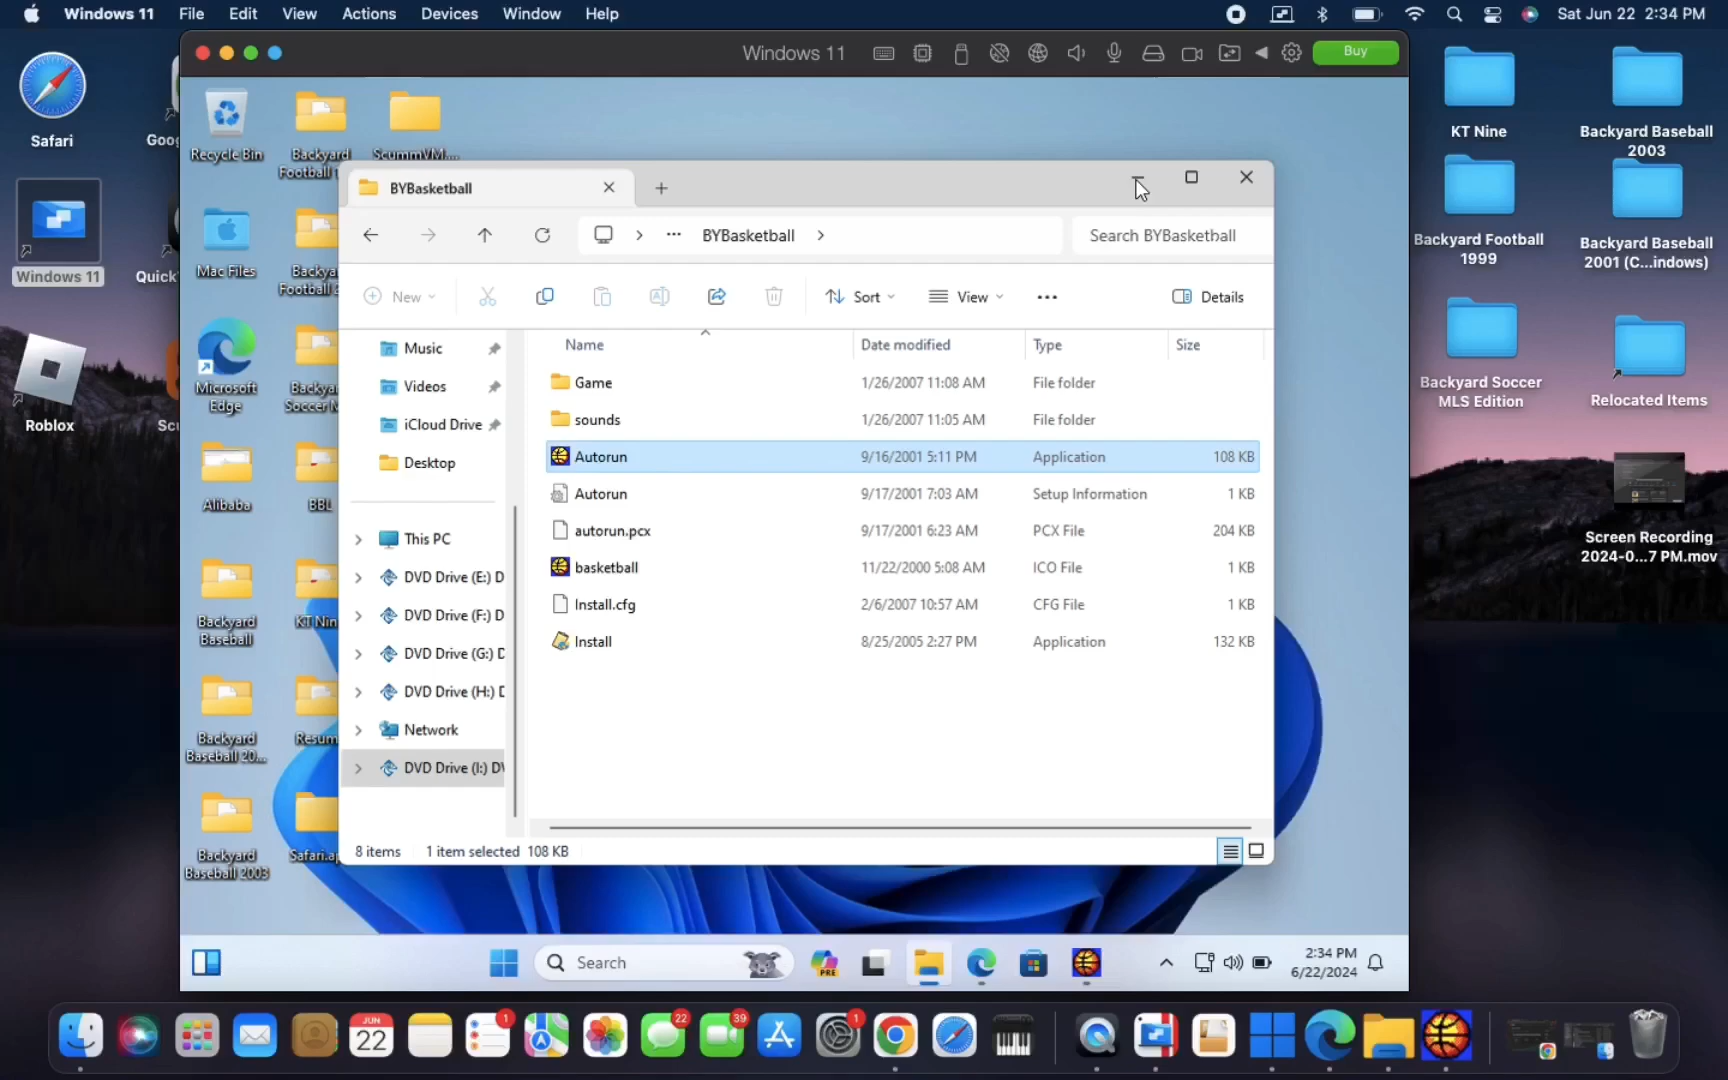 Windows 11 File Edit View Actions Devices Window Help Sat Jun 22 2:34 PM
Windows 11 Buy
Safari
Windows 11
Roblox
Recycle Bin
Mac Files
Microsoft
Edge
Alibaba
Backyard
Baseball
Backyard
Baseball 20...
Backyard
Baseball 2003
Backyard
BBL
ScummVM....
BYBasketball
BYBasketball
Search BYBasketball
New Sort View Details
Music
Videos
iCloud Drive
Desktop
This PC
DVD Drive (E:) D
DVD Drive (F:) D
DVD Drive (G:) D
DVD Drive (H:) D
Network
DVD Drive (I:) DV
Name Date modified Type Size
Game 1/26/2007 11:08 AM File folder
sounds 1/26/2007 11:05 AM File folder
Autorun 9/16/2001 5:11 PM Application 108 KB
Autorun 9/17/2001 7:03 AM Setup Information 1 KB
autorun.pcx 9/17/2001 6:23 AM PCX File 204 KB
basketball 11/22/2000 5:08 AM ICO File 1 KB
Install.cfg 2/6/2007 10:57 AM CFG File 1 KB
Install 8/25/2005 2:27 PM Application 132 KB
8 items 1 item selected 108 KB
Search
PRE
2:34 PM
6/22/2024
KT Nine
Backyard Baseball
2003
Backyard Football
1999
Backyard Baseball
2001 (C...indows)
Backyard Soccer
MLS Edition
Relocated Items
Screen Recording
2024-0...7 PM.mov
JUN
22
1
22
39
1